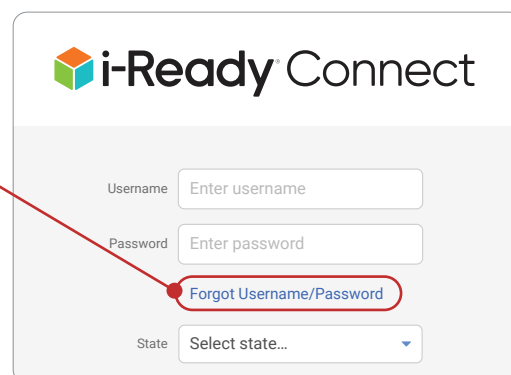 i-Ready® Connect
Username Enter username
Password Enter password
Forgot Username/Password
State Select state...